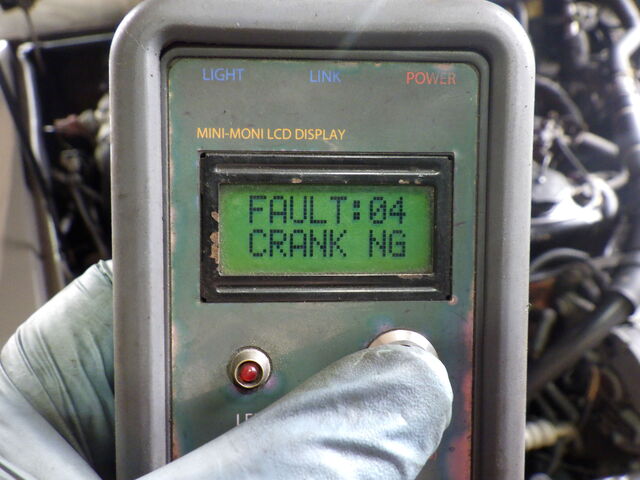 LIGHT LINK POWER
MINI-MONI LCD DISPLAY
FAULT:04
CRANK NG